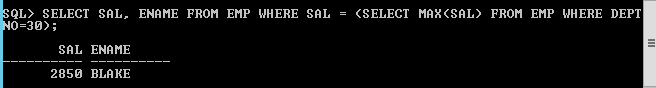 SQL> SELECT SAL, ENAME FROM EMP WHERE SAL = (SELECT MAX(SAL) FROM EMP WHERE DEPT
NO=30);
SAL ENAME
---------- ----------
2850 BLAKE